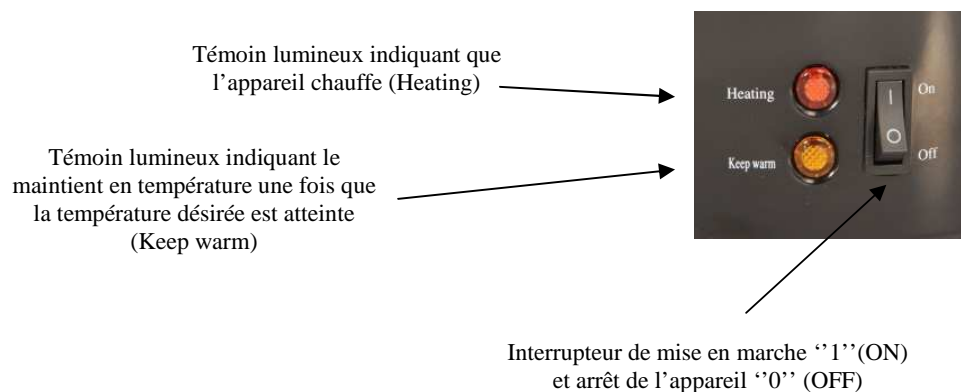 Témoin lumineux indiquant que
l’appareil chauffe (Heating)
Heating
On
Keep warm
Off
I
O
Témoin lumineux indiquant le
maintient en température une fois que
la température désirée est atteinte
(Keep warm)
Interrupteur de mise en marche ‘’1’’(ON)
et arrêt de l’appareil ‘’0’’ (OFF)